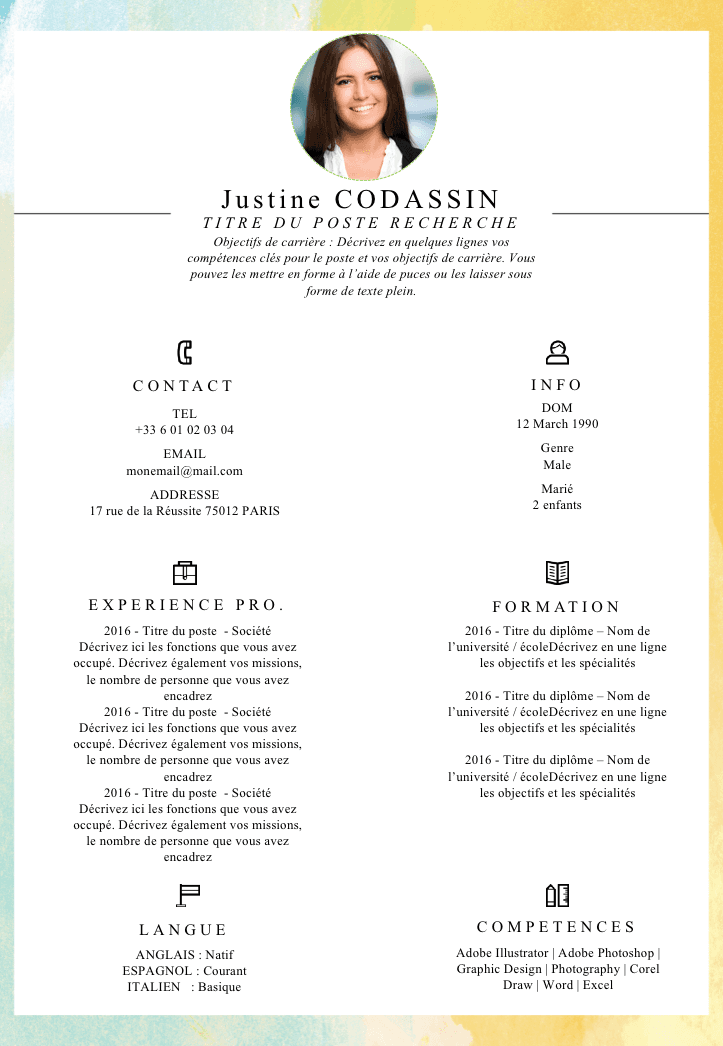 Justine CODASSIN
TITRE DU POSTE RECHERCHE
Objectifs de carrière : Décrivez en quelques lignes vos
compétences clés pour le poste et vos objectifs de carrière. Vous
pouvez les mettre en forme à l’aide de puces ou les laisser sous
forme de texte plein.
CONTACT
TEL
+33 6 01 02 03 04
EMAIL
monemail@mail.com
ADDRESSE
17 rue de la Réussite 75012 PARIS
INFO
DOM
12 March 1990
Genre
Male
Marié
2 enfants
EXPERIENCE PRO.
2016 - Titre du poste  - Société
Décrivez ici les fonctions que vous avez
occupé. Décrivez également vos missions,
le nombre de personne que vous avez
encadrez
2016 - Titre du poste  - Société
Décrivez ici les fonctions que vous avez
occupé. Décrivez également vos missions,
le nombre de personne que vous avez
encadrez
2016 - Titre du poste  - Société
Décrivez ici les fonctions que vous avez
occupé. Décrivez également vos missions,
le nombre de personne que vous avez
encadrez
FORMATION
2016 - Titre du diplôme – Nom de
l’université / écoleDécrivez en une ligne
les objectifs et les spécialités
2016 - Titre du diplôme – Nom de
l’université / écoleDécrivez en une ligne
les objectifs et les spécialités
2016 - Titre du diplôme – Nom de
l’université / écoleDécrivez en une ligne
les objectifs et les spécialités
LANGUE
ANGLAIS : Natif
ESPAGNOL : Courant
ITALIEN   : Basique
COMPETENCES
Adobe Illustrator | Adobe Photoshop |
Graphic Design | Photography | Corel
Draw | Word | Excel